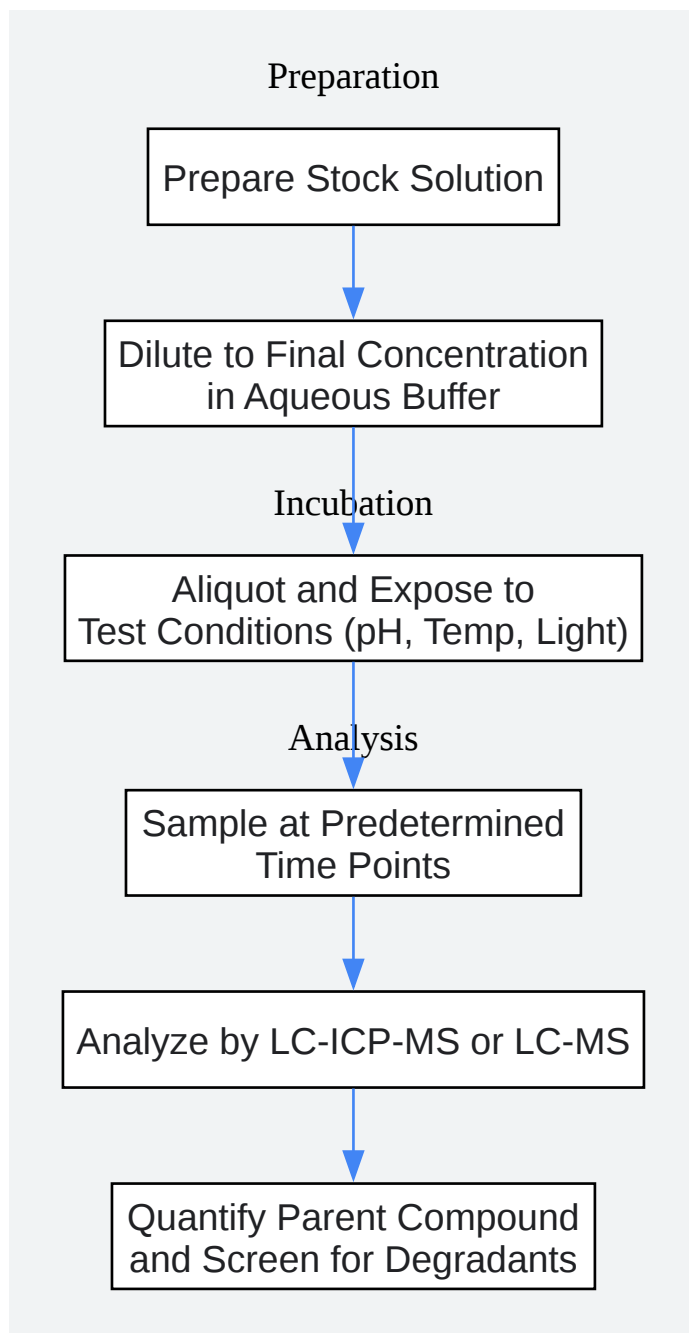 Preparation
Prepare Stock Solution
Dilute to Final Concentration
in Aqueous Buffer
Incubation
Aliquot and Expose to
Test Conditions (pH, Temp, Light)
Analysis
Sample at Predetermined
Time Points
Analyze by LC-ICP-MS or LC-MS
Quantify Parent Compound
and Screen for Degradants